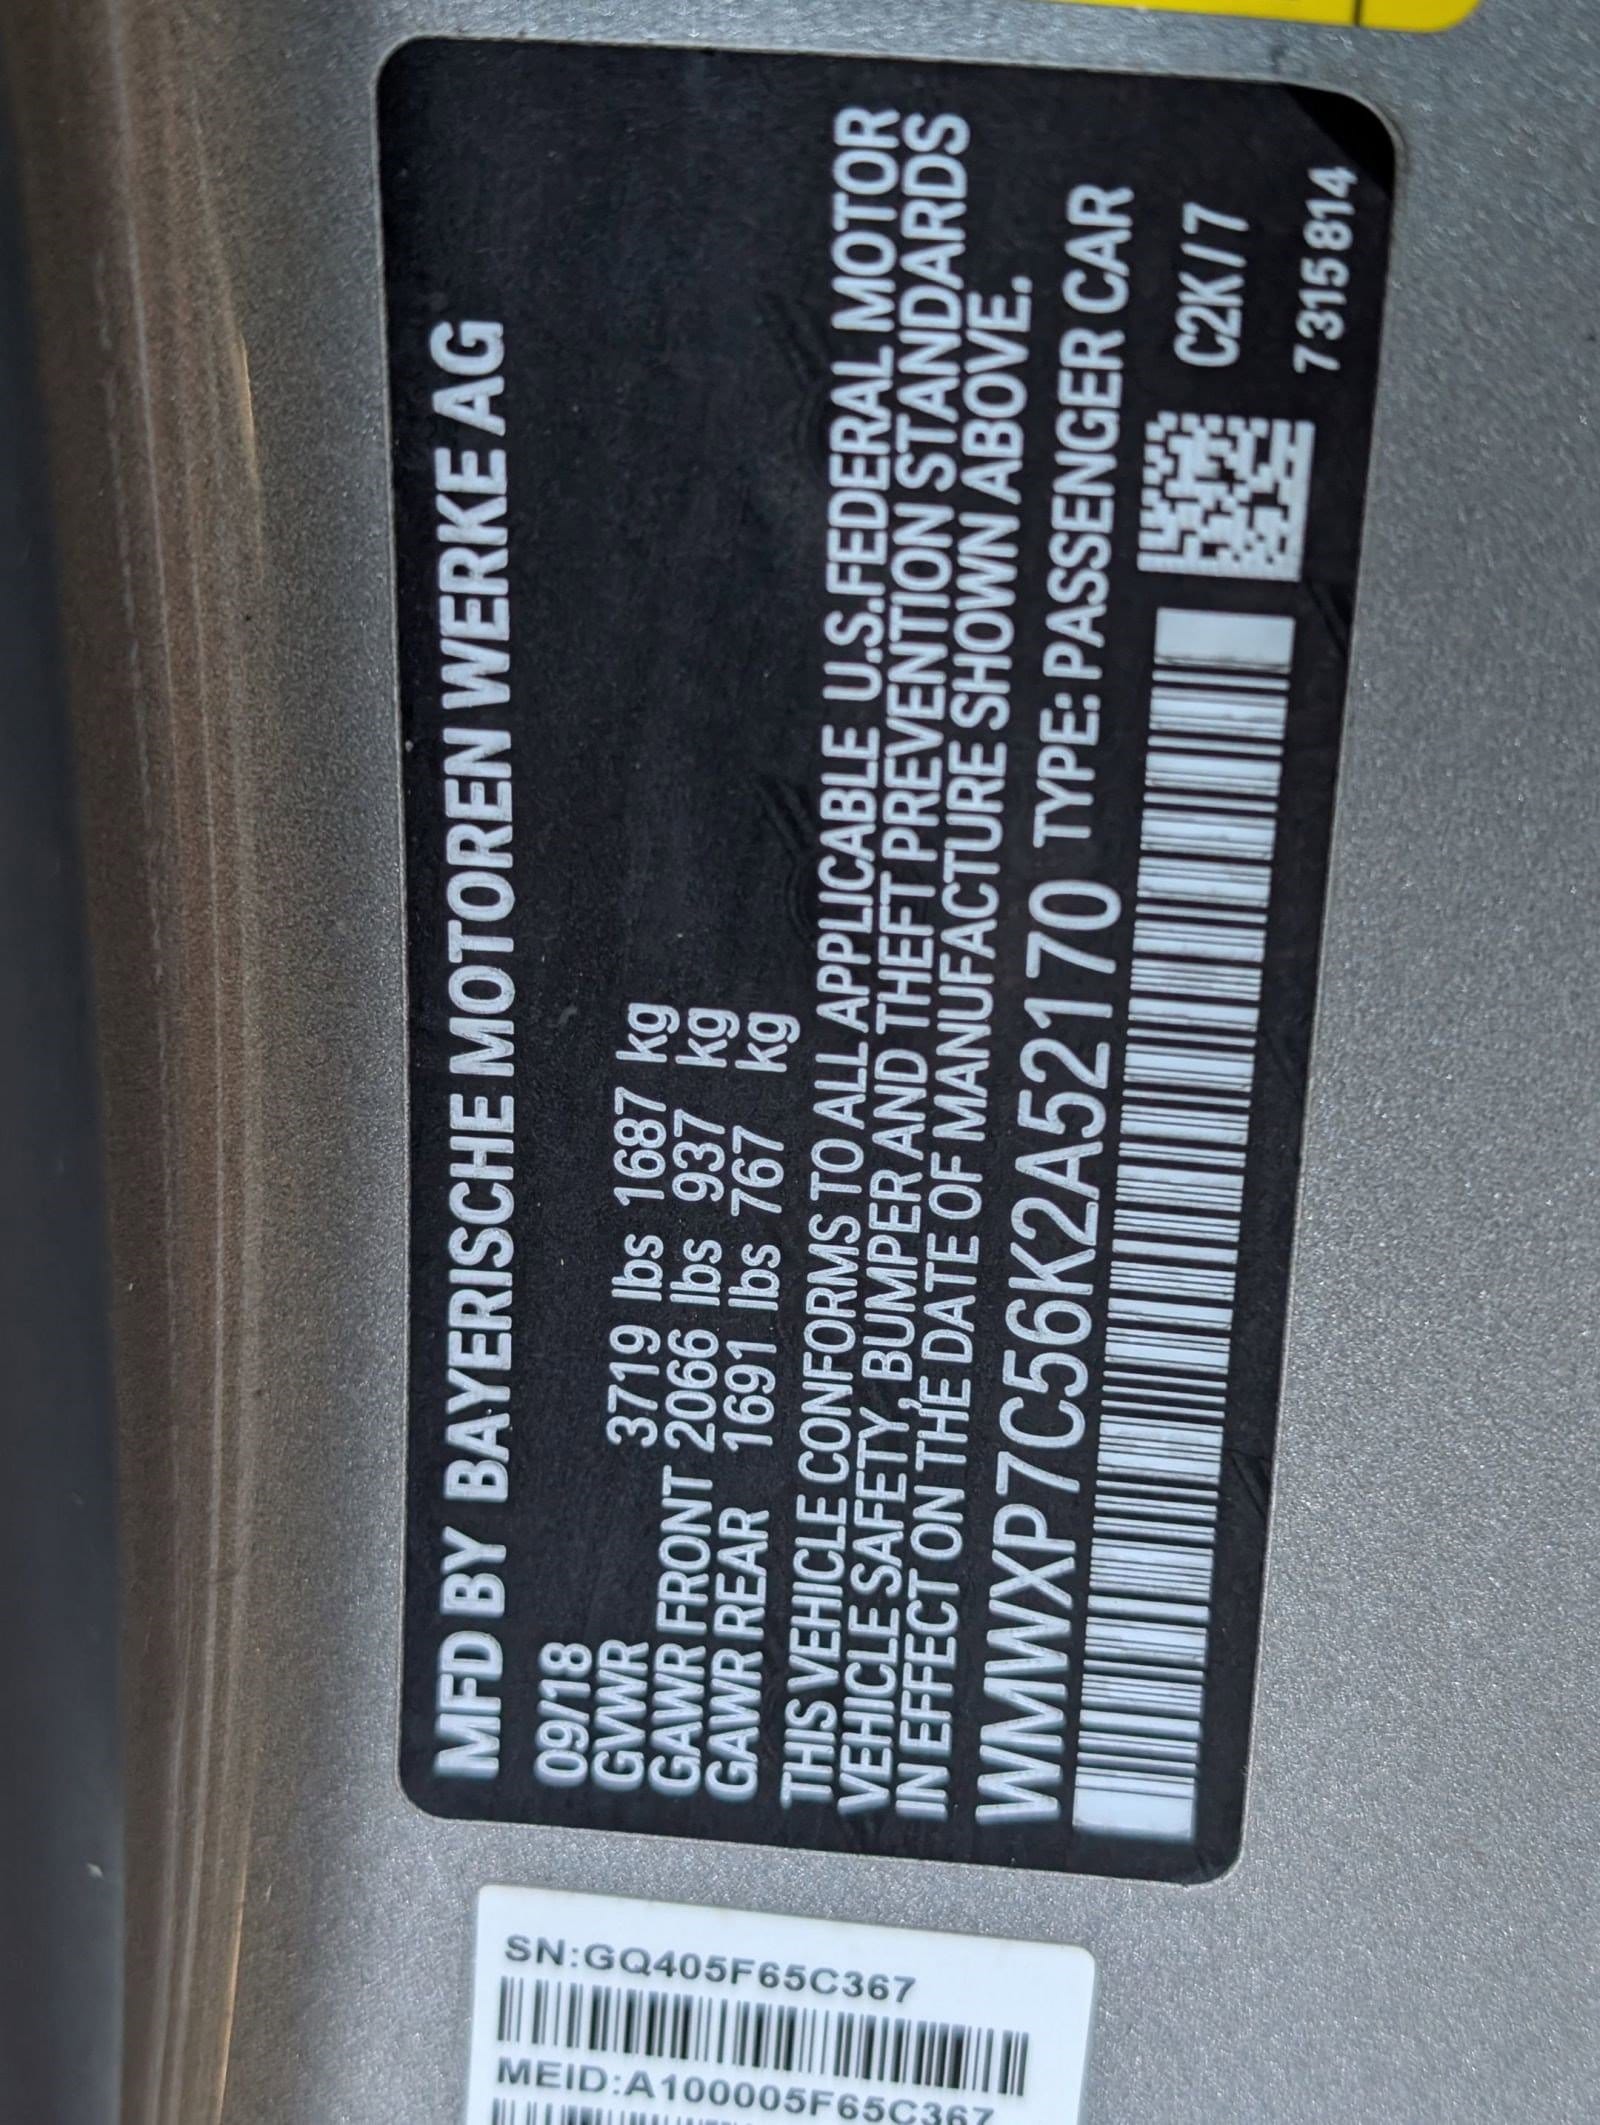 MFD BY BAYERISCHE MOTOREN WERKE AG
09/18
GVWR 3719 lbs 1687 kg
GAWR FRONT 2066 lbs 937 kg
GAWR REAR 1691 lbs 767 kg
THIS VEHICLE CONFORMS TO ALL APPLICABLE U.S.FEDERAL MOTOR
VEHICLE SAFETY, BUMPER AND THEFT PREVENTION STANDARDS
IN EFFECT ON THE DATE OF MANUFACTURE SHOWN ABOVE.
WMWXP7C56K2A52170 TYPE: PASSENGER CAR
C2K/7
7 315 814
SN:GQ405F65C367
MEID:A100005F65C367